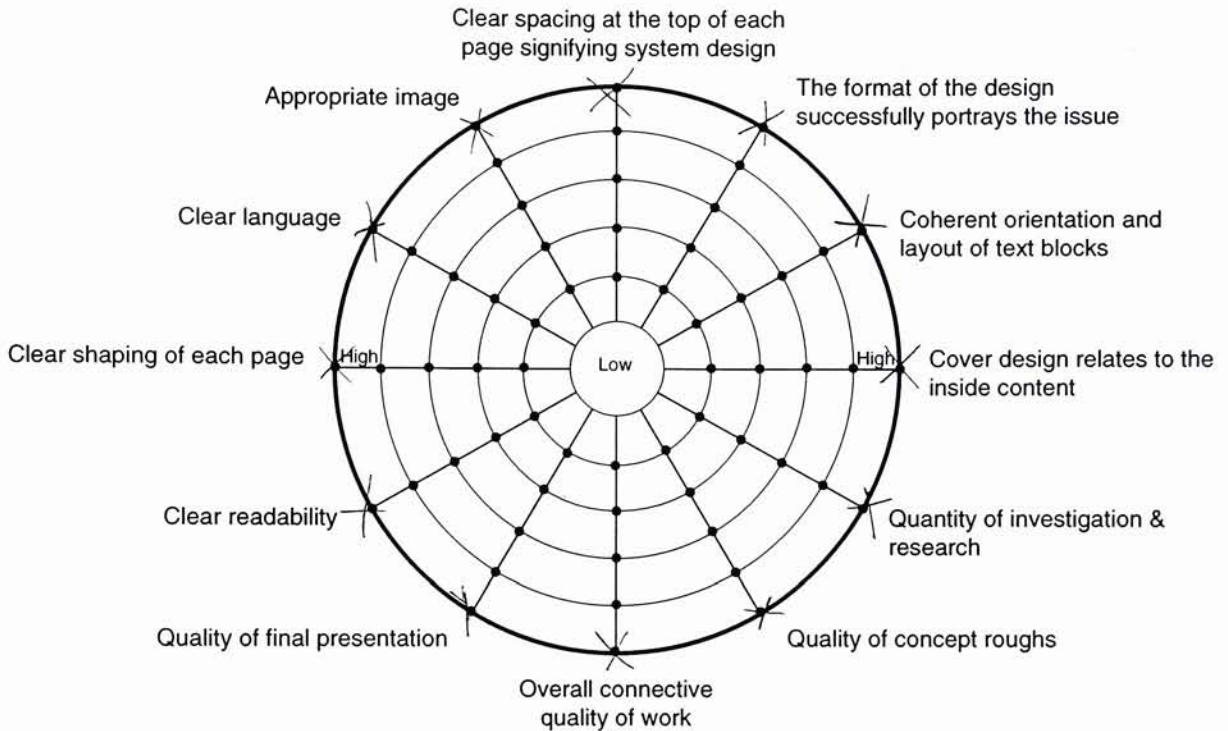 Clear spacing at the top of each
page signifying system design
Appropriate image
The format of the design
successfully portrays the issue
Clear language
Coherent orientation and
layout of text blocks
Clear shaping of each page
High
Low
High
Cover design relates to the
inside content
Clear readability
Quantity of investigation &
research
Quality of final presentation
Quality of concept roughs
Overall connective
quality of work